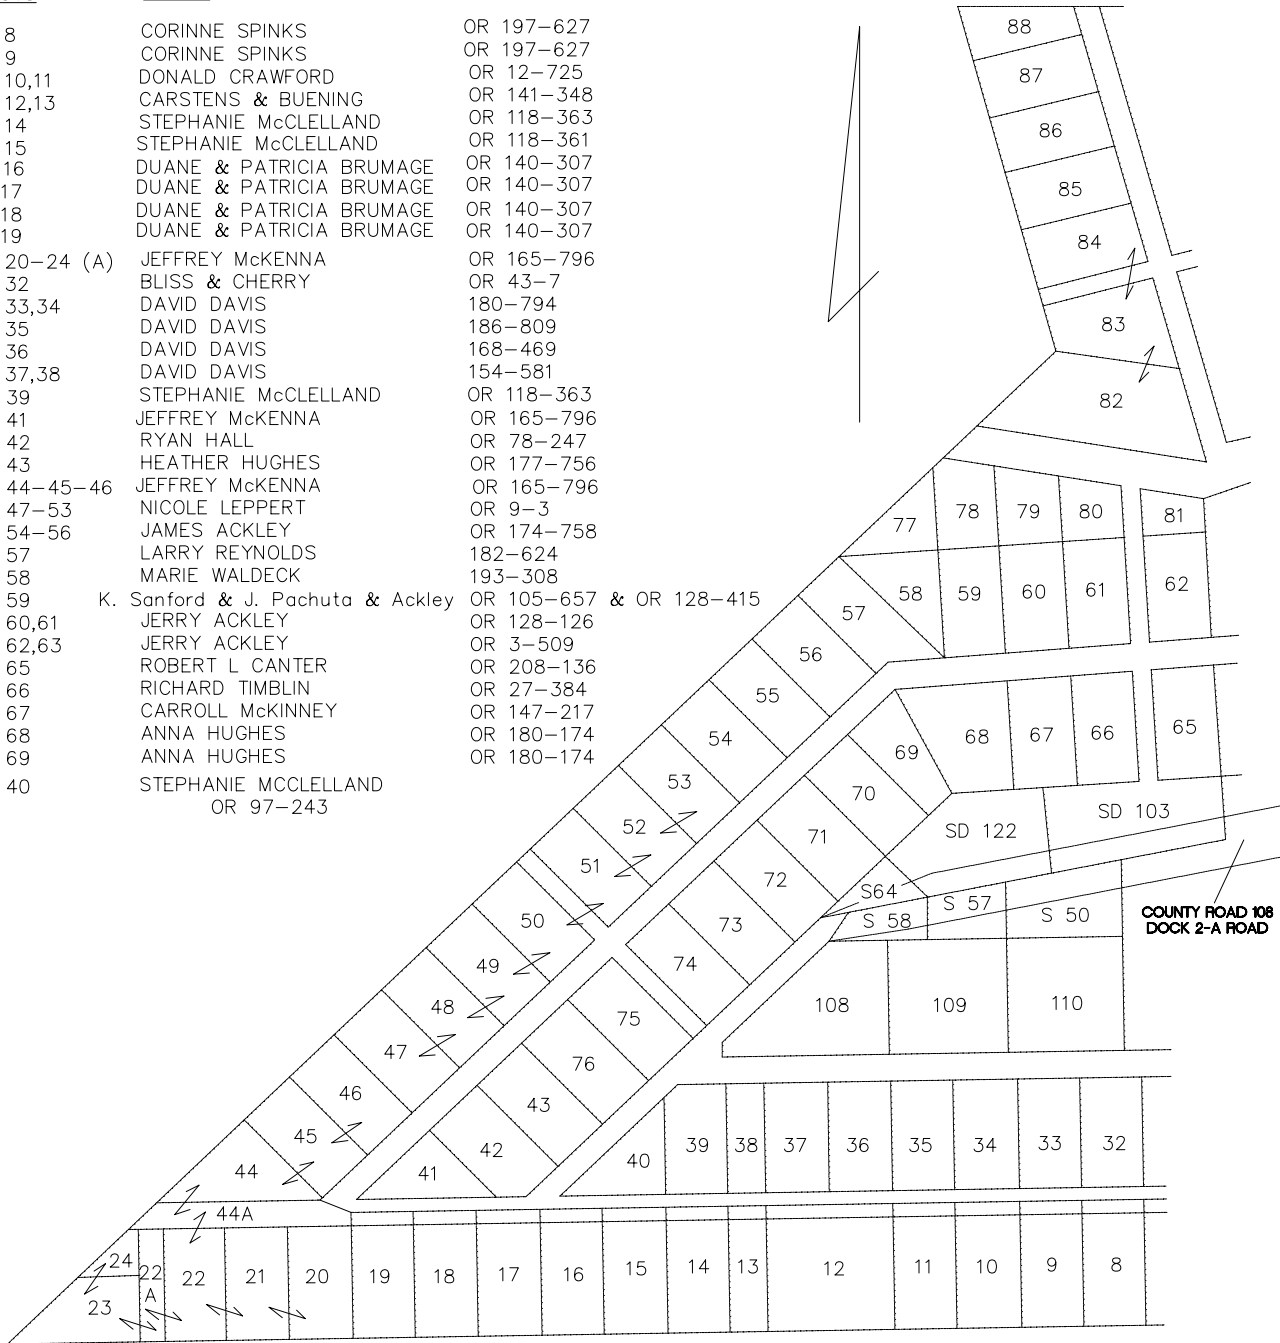 8 CORINNE SPINKS OR 197-627
9 CORINNE SPINKS OR 197-627
10,11 DONALD CRAWFORD OR 12-725
12,13 CARSTENS & BUENING OR 141-348
14 STEPHANIE McCLELLAND OR 118-363
15 STEPHANIE McCLELLAND OR 118-361
16 DUANE & PATRICIA BRUMAGE OR 140-307
17 DUANE & PATRICIA BRUMAGE OR 140-307
18 DUANE & PATRICIA BRUMAGE OR 140-307
19 DUANE & PATRICIA BRUMAGE OR 140-307
20-24 (A) JEFFREY McKENNA OR 165-796
32 BLISS & CHERRY OR 43-7
33,34 DAVID DAVIS 180-794
35 DAVID DAVIS 186-809
36 DAVID DAVIS 168-469
37,38 DAVID DAVIS 154-581
39 STEPHANIE McCLELLAND OR 118-363
41 JEFFREY McKENNA OR 165-796
42 RYAN HALL OR 78-247
43 HEATHER HUGHES OR 177-756
44-45-46 JEFFREY McKENNA OR 165-796
47-53 NICOLE LEPPERT OR 9-3
54-56 JAMES ACKLEY OR 174-758
57 LARRY REYNOLDS 182-624
58 MARIE WALDECK 193-308
59 K. Sanford & J. Pachuta & Ackley OR 105-657 & OR 128-415
60,61 JERRY ACKLEY OR 128-126
62,63 JERRY ACKLEY OR 3-509
65 ROBERT L CANTER OR 208-136
66 RICHARD TIMBLIN OR 27-384
67 CARROLL McKINNEY OR 147-217
68 ANNA HUGHES OR 180-174
69 ANNA HUGHES OR 180-174
40 STEPHANIE MCCLELLAND
OR 97-243
88
87
86
85
84
83
82
77 78 79 80 81
58 59 60 61 62
57
56
55
54
53
52
51
50
49
48
47
46
45
44
44A
69 68 67 66 65
70
71
72
73
74
75
76
43
42
41
SD 122 SD 103
S64
S 58 S 57 S 50
COUNTY ROAD 108
DOCK 2-A ROAD
108 109 110
40 39 38 37 36 35 34 33 32
24
23
22
A
22 21 20 19 18 17 16 15 14 13 12 11 10 9 8